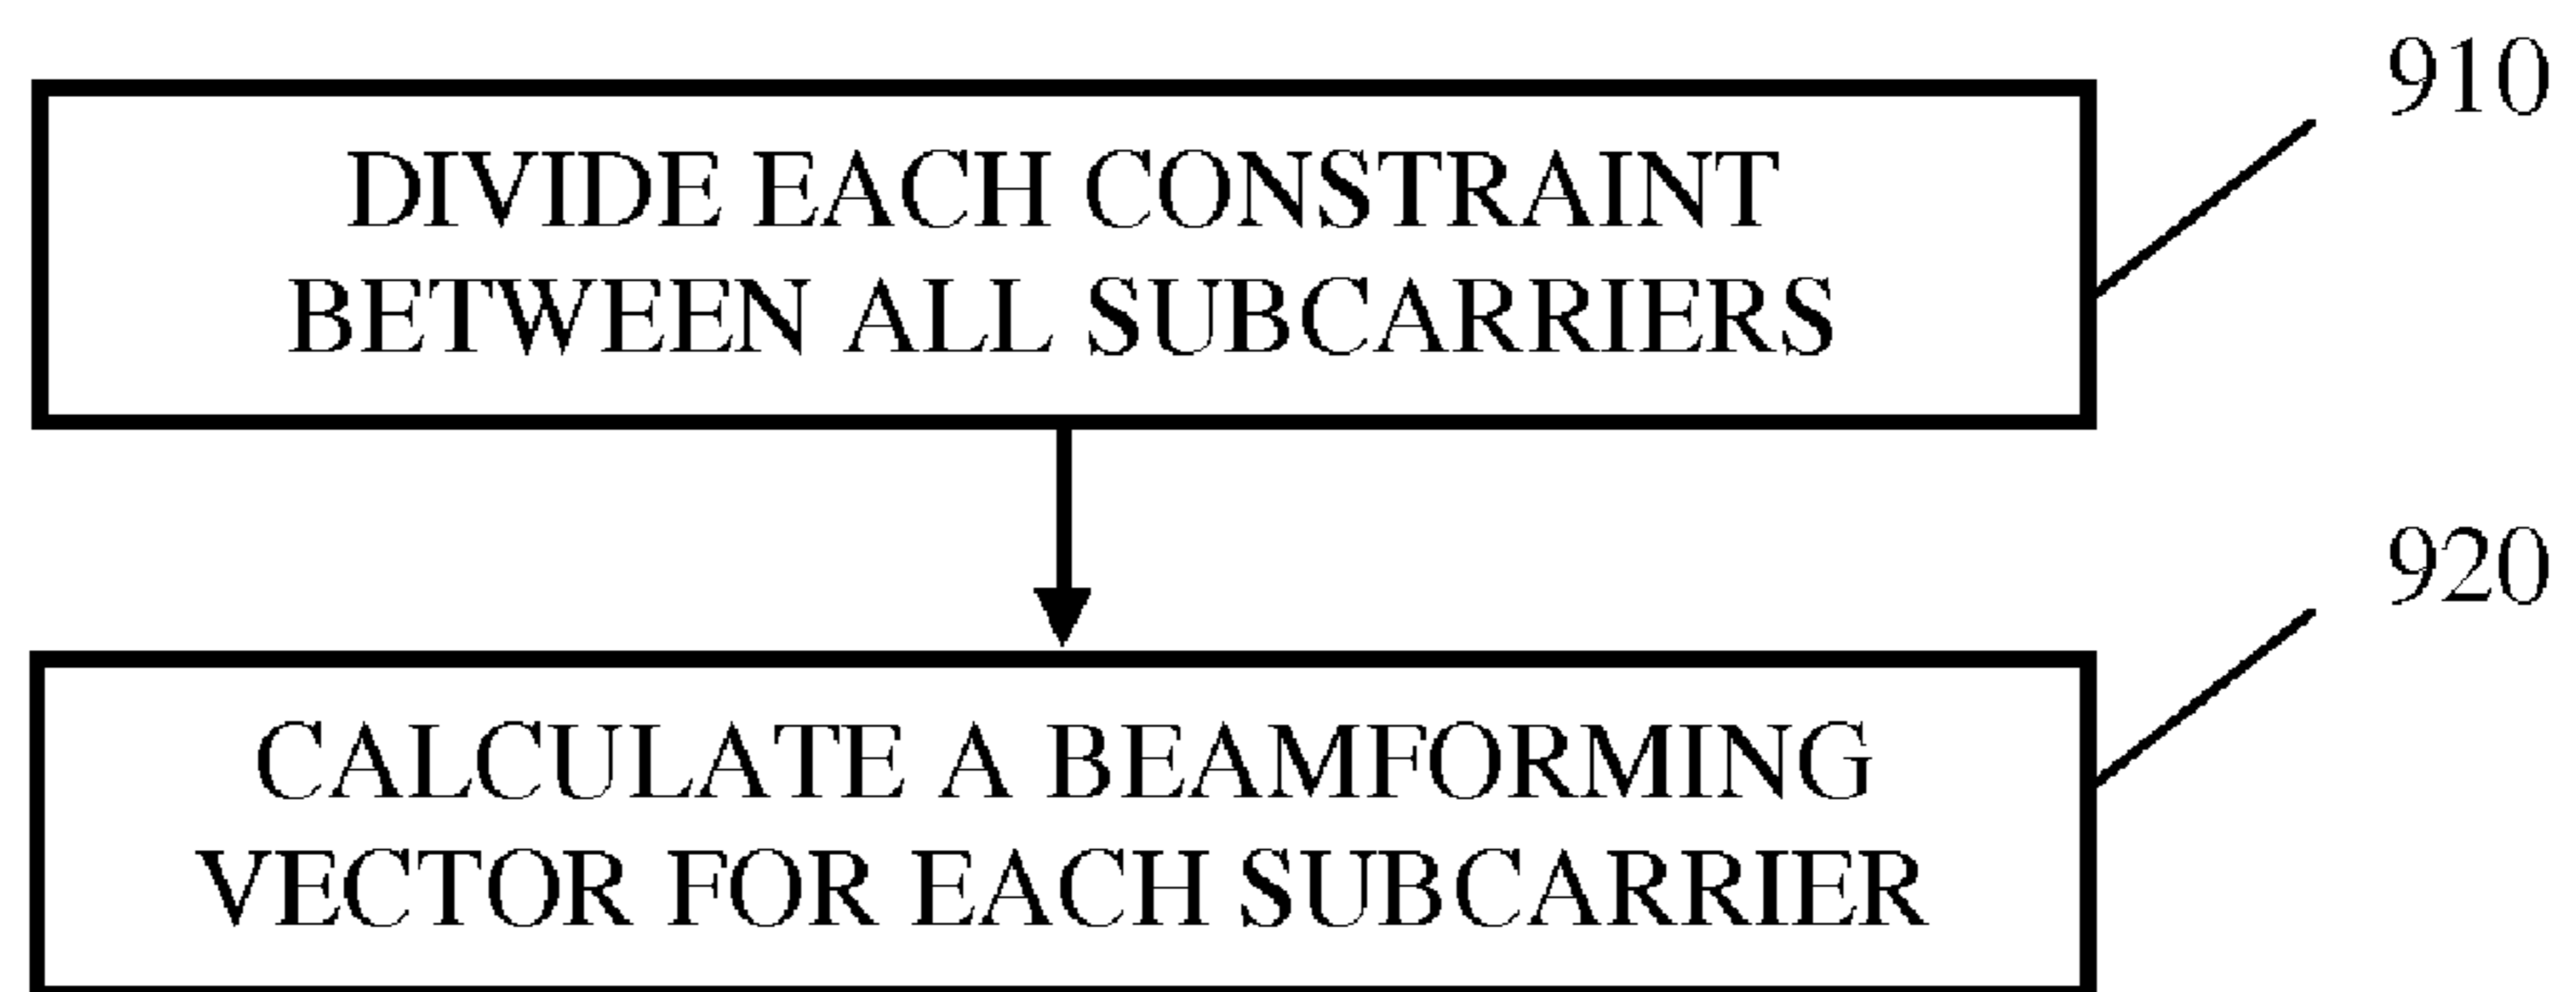 910
DIVIDE EACH CONSTRAINT
BETWEEN ALL SUBCARRIERS
920
CALCULATE A BEAMFORMING
VECTOR FOR EACH SUBCARRIER